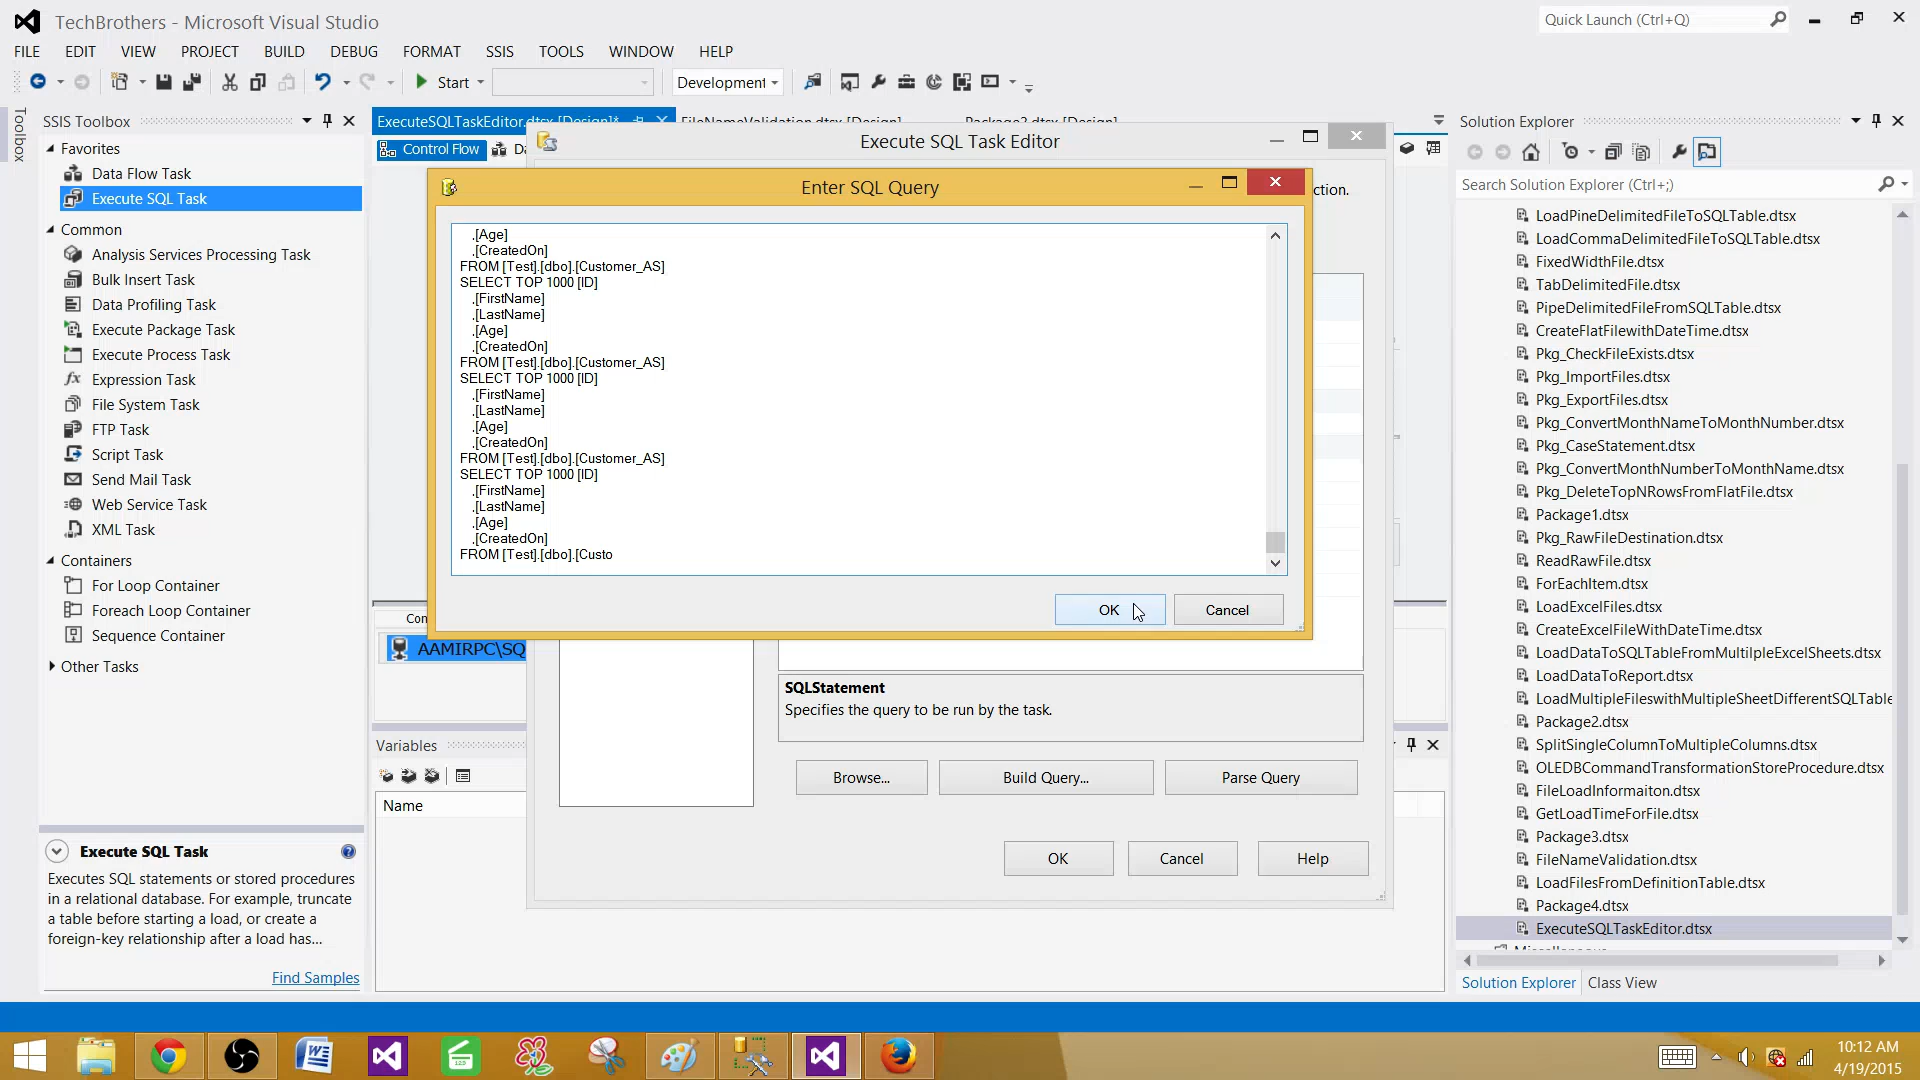 TechBrothers - Microsoft Visual Studio
Quick Launch (Ctrl+Q)
FILE EDIT VIEW PROJECT BUILD DEBUG FORMAT SSIS TOOLS WINDOW HELP
Start
Development
Toolbox
SSIS Toolbox
Favorites
Data Flow Task
Execute SQL Task
Common
Analysis Services Processing Task
Bulk Insert Task
Data Profiling Task
Execute Package Task
Execute Process Task
Expression Task
File System Task
FTP Task
Script Task
Send Mail Task
Web Service Task
XML Task
Containers
For Loop Container
Foreach Loop Container
Sequence Container
Other Tasks
Execute SQL Task
Executes SQL statements or stored procedures
in a relational database. For example, truncate
a table before starting a load, or create a
foreign-key relationship after a load has...
Find Samples
ExecuteSQLTaskEditor.dtsx [Design]*
FileNameValidation.dtsx [Design]
Package2.dtsx [Design]
Control Flow
Da
Execute SQL Task Editor
ction.
Enter SQL Query
,[Age]
,[CreatedOn]
FROM [Test].[dbo].[Customer_AS]
SELECT TOP 1000 [ID]
,[FirstName]
,[LastName]
,[Age]
,[CreatedOn]
FROM [Test].[dbo].[Customer_AS]
SELECT TOP 1000 [ID]
,[FirstName]
,[LastName]
,[Age]
,[CreatedOn]
FROM [Test].[dbo].[Customer_AS]
SELECT TOP 1000 [ID]
,[FirstName]
,[LastName]
,[Age]
,[CreatedOn]
FROM [Test].[dbo].[Custo
OK Cancel
Con
AAMIRPC\SQ
SQLStatement
Specifies the query to be run by the task.
Browse... Build Query... Parse Query
OK Cancel Help
Variables
Name
Solution Explorer
Search Solution Explorer (Ctrl+;)
LoadPineDelimitedFileToSQLTable.dtsx
LoadCommaDelimitedFileToSQLTable.dtsx
FixedWidthFile.dtsx
TabDelimitedFile.dtsx
PipeDelimitedFileFromSQLTable.dtsx
CreateFlatFilewithDateTime.dtsx
Pkg_CheckFileExists.dtsx
Pkg_ImportFiles.dtsx
Pkg_ExportFiles.dtsx
Pkg_ConvertMonthNameToMonthNumber.dtsx
Pkg_CaseStatement.dtsx
Pkg_ConvertMonthNumberToMonthName.dtsx
Pkg_DeleteTopNRowsFromFlatFile.dtsx
Package1.dtsx
Pkg_RawFileDestination.dtsx
ReadRawFile.dtsx
ForEachItem.dtsx
LoadExcelFiles.dtsx
CreateExcelFileWithDateTime.dtsx
LoadDataToSQLTableFromMultilpleExcelSheets.dtsx
LoadDataToReport.dtsx
LoadMultipleFileswithMultipleSheetDifferentSQLTable
Package2.dtsx
SplitSingleColumnToMultipleColumns.dtsx
OLEDBCommandTransformationStoreProcedure.dtsx
FileLoadInformaiton.dtsx
GetLoadTimeForFile.dtsx
Package3.dtsx
FileNameValidation.dtsx
LoadFilesFromDefinitionTable.dtsx
Package4.dtsx
ExecuteSQLTaskEditor.dtsx
Solution Explorer Class View
10:12 AM
4/19/2015